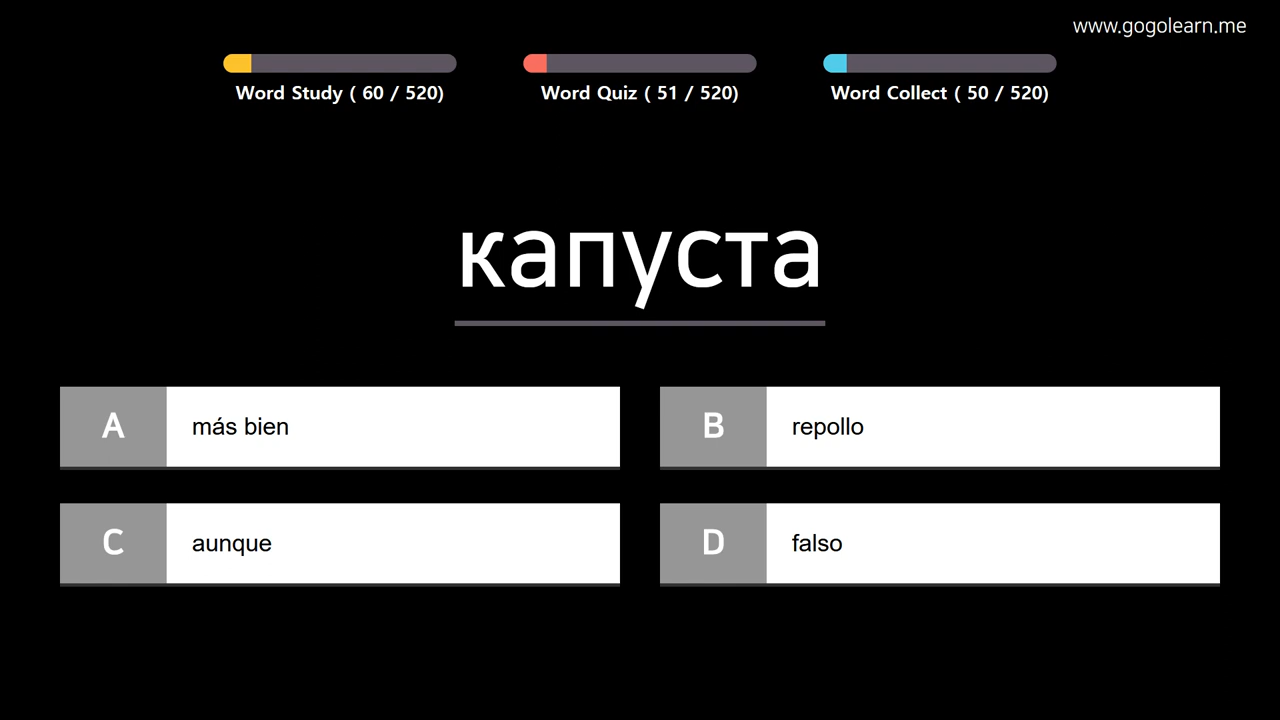 www.gogolearn.me
Word Study ( 60 / 520)
Word Quiz ( 51 / 520)
Word Collect ( 50 / 520)
капуста
A más bien
B repollo
C aunque
D falso